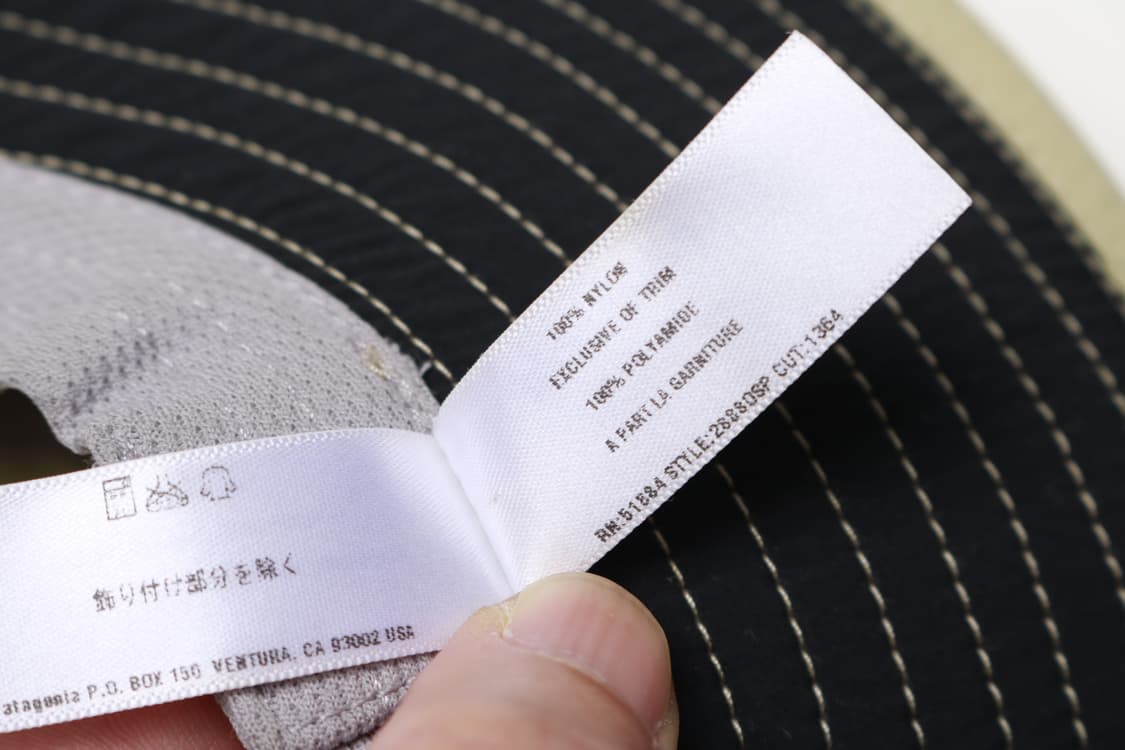 100% NYLON
EXCLUSIVE OF TRIM
100% POLYAMIDE
A PART LA GARNITURE
RN:51884 STYLE:28880SP CUT:1364
飾り付け部分を除く
atagonia P.O. BOX 150 VENTURA, CA 93002 USA